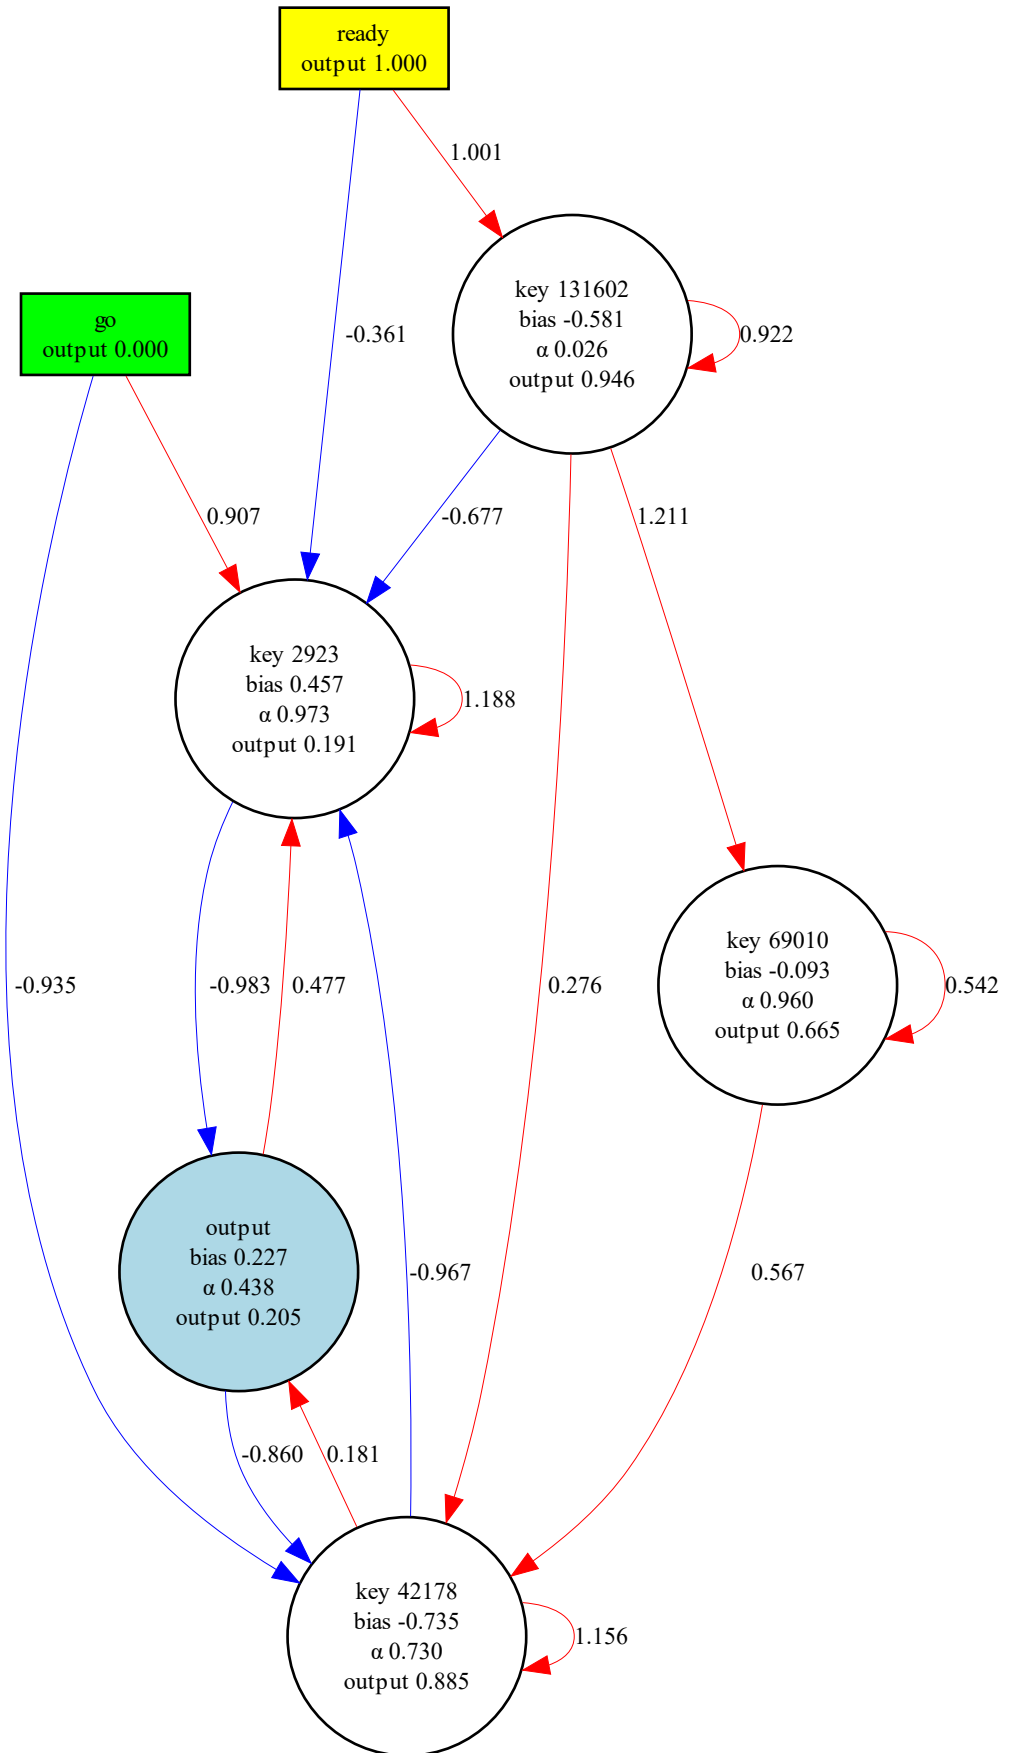 ready
output 1.000
1.001
key 131602
bias -0.581
α 0.026
output 0.946
0.922
go
output 0.000
-0.361
0.907
-0.677
1.211
key 2923
bias 0.457
α 0.973
output 0.191
1.188
key 69010
bias -0.093
α 0.960
output 0.665
0.542
-0.935
-0.983
0.477
0.276
output
bias 0.227
α 0.438
output 0.205
-0.967
0.567
-0.860
0.181
key 42178
bias -0.735
α 0.730
output 0.885
1.156